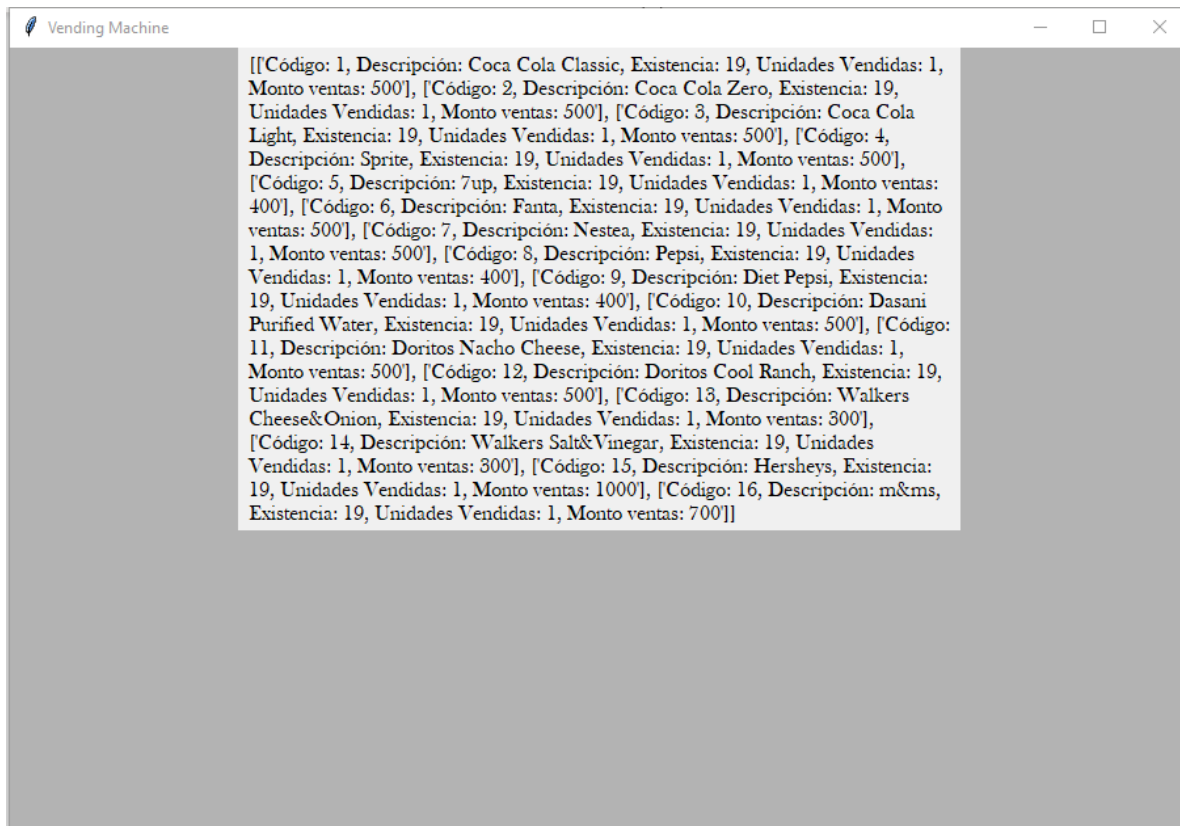 Vending Machine
[['Código: 1, Descripción: Coca Cola Classic, Existencia: 19, Unidades Vendidas: 1,
Monto ventas: 500'], ['Código: 2, Descripción: Coca Cola Zero, Existencia: 19,
Unidades Vendidas: 1, Monto ventas: 500'], ['Código: 3, Descripción: Coca Cola
Light, Existencia: 19, Unidades Vendidas: 1, Monto ventas: 500'], ['Código: 4,
Descripción: Sprite, Existencia: 19, Unidades Vendidas: 1, Monto ventas: 500'],
['Código: 5, Descripción: 7up, Existencia: 19, Unidades Vendidas: 1, Monto ventas:
400'], ['Código: 6, Descripción: Fanta, Existencia: 19, Unidades Vendidas: 1, Monto
ventas: 500'], ['Código: 7, Descripción: Nestea, Existencia: 19, Unidades Vendidas:
1, Monto ventas: 500'], ['Código: 8, Descripción: Pepsi, Existencia: 19, Unidades
Vendidas: 1, Monto ventas: 400'], ['Código: 9, Descripción: Diet Pepsi, Existencia:
19, Unidades Vendidas: 1, Monto ventas: 400'], ['Código: 10, Descripción: Dasani
Purified Water, Existencia: 19, Unidades Vendidas: 1, Monto ventas: 500'], ['Código:
11, Descripción: Doritos Nacho Cheese, Existencia: 19, Unidades Vendidas: 1,
Monto ventas: 500'], ['Código: 12, Descripción: Doritos Cool Ranch, Existencia: 19,
Unidades Vendidas: 1, Monto ventas: 500'], ['Código: 13, Descripción: Walkers
Cheese&Onion, Existencia: 19, Unidades Vendidas: 1, Monto ventas: 300'],
['Código: 14, Descripción: Walkers Salt&Vinegar, Existencia: 19, Unidades
Vendidas: 1, Monto ventas: 300'], ['Código: 15, Descripción: Hersheys, Existencia:
19, Unidades Vendidas: 1, Monto ventas: 1000'], ['Código: 16, Descripción: m&ms,
Existencia: 19, Unidades Vendidas: 1, Monto ventas: 700']]